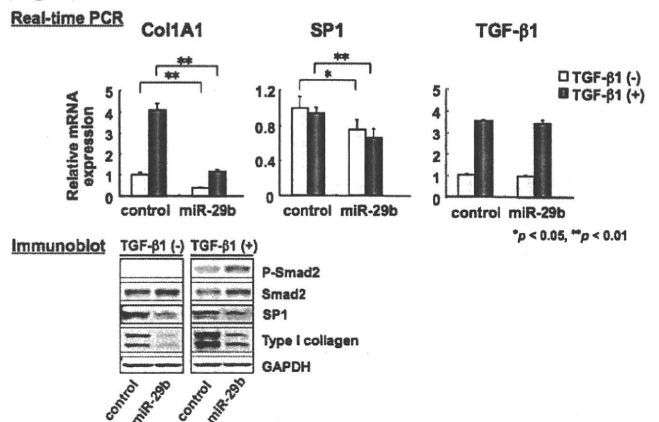 Real-time PCR
Col1A1
SP1
TGF-β1
TGF-β1 (-)
TGF-β1 (+)
Relative mRNA
expression
**
**
5
4
3
2
1
0
control miR-29b
**
*
1.2
0.8
0.4
0
control miR-29b
5
4
3
2
1
0
control miR-29b
*p < 0.05, **p < 0.01
Immunoblot
TGF-β1 (-) TGF-β1 (+)
P-Smad2
Smad2
SP1
Type I collagen
GAPDH
control
miR-29b
control
miR-29b